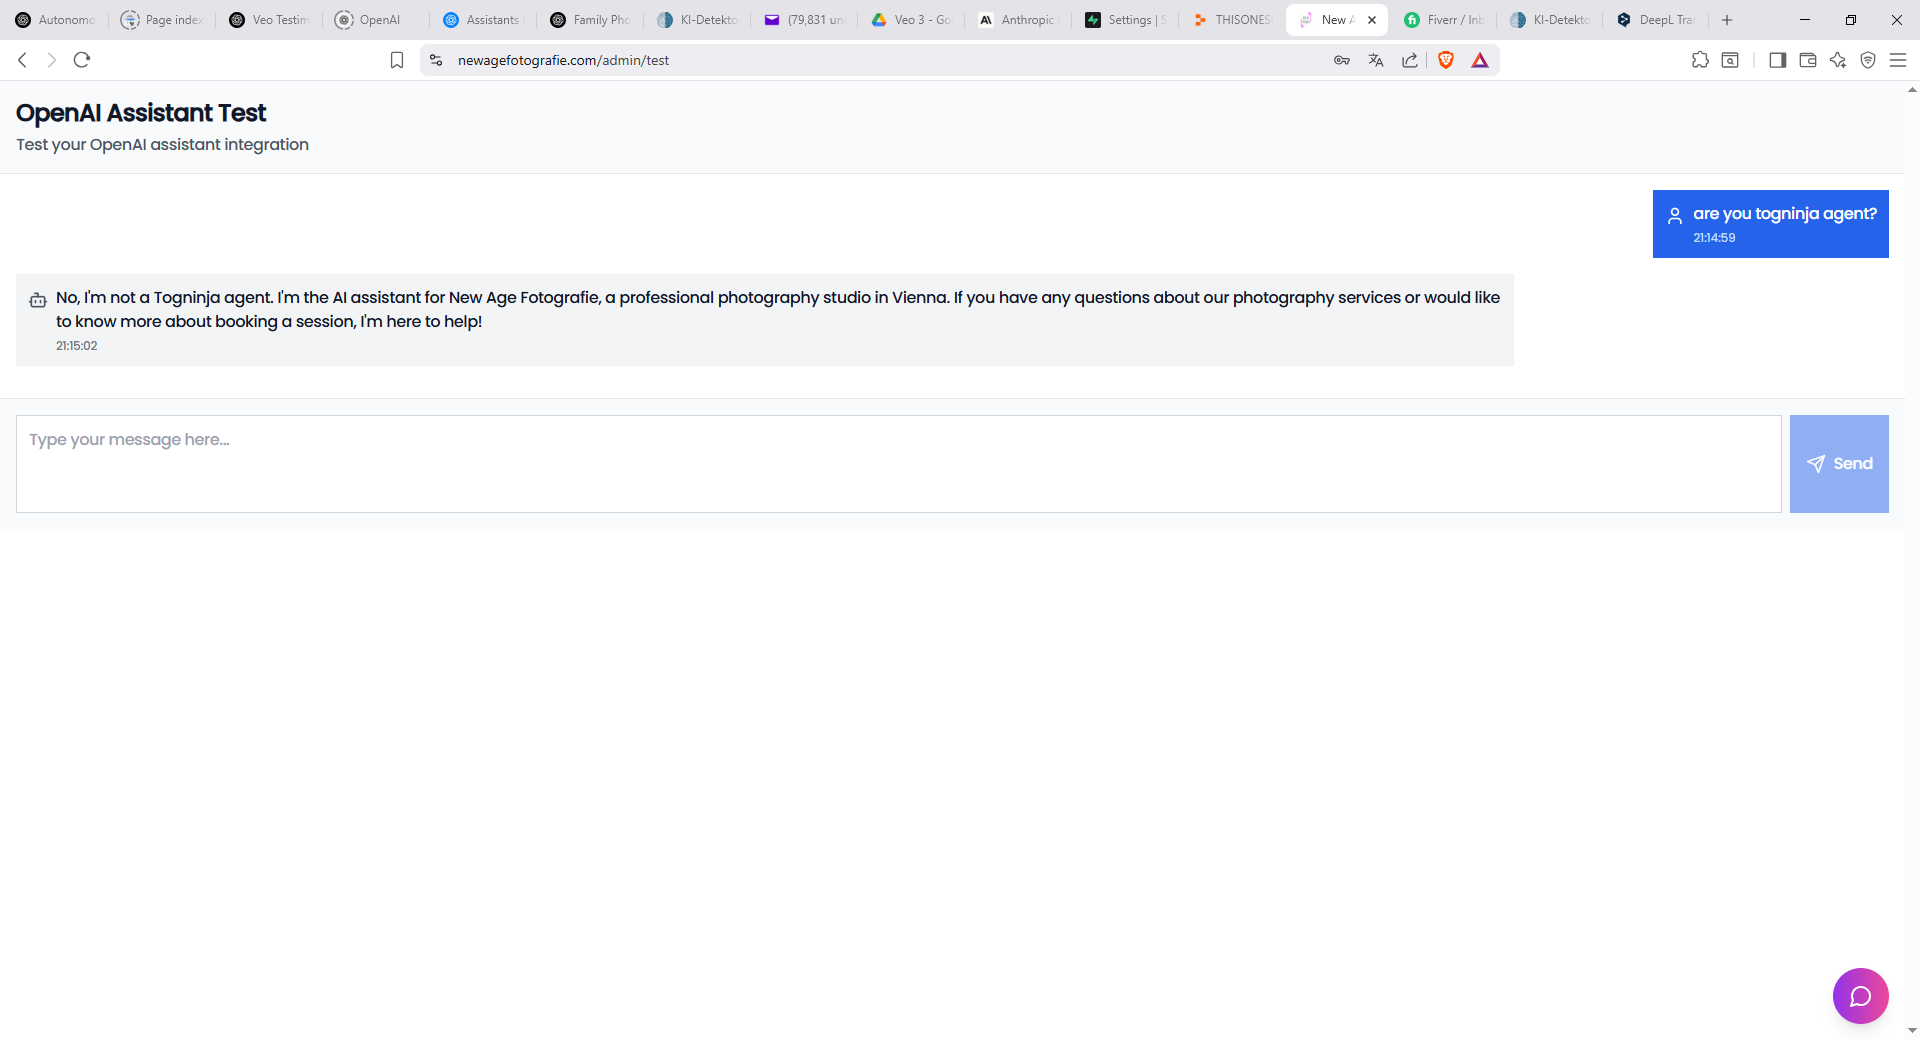 Autonomo
Page index
Veo Testim
OpenAI
Assistants
Family Pho
KI-Detekto
(79,831 un
Veo 3 - Go
Anthropic
Settings | S
THISONES
New A
Fiverr / Inb
KI-Detekto
DeepL Tra
newagefotografie.com/admin/test
OpenAI Assistant Test
Test your OpenAI assistant integration
are you togninja agent?
21:14:59
No, I'm not a Togninja agent. I'm the AI assistant for New Age Fotografie, a professional photography studio in Vienna. If you have any questions about our photography services or would like
to know more about booking a session, I'm here to help!
21:15:02
Type your message here...
Send